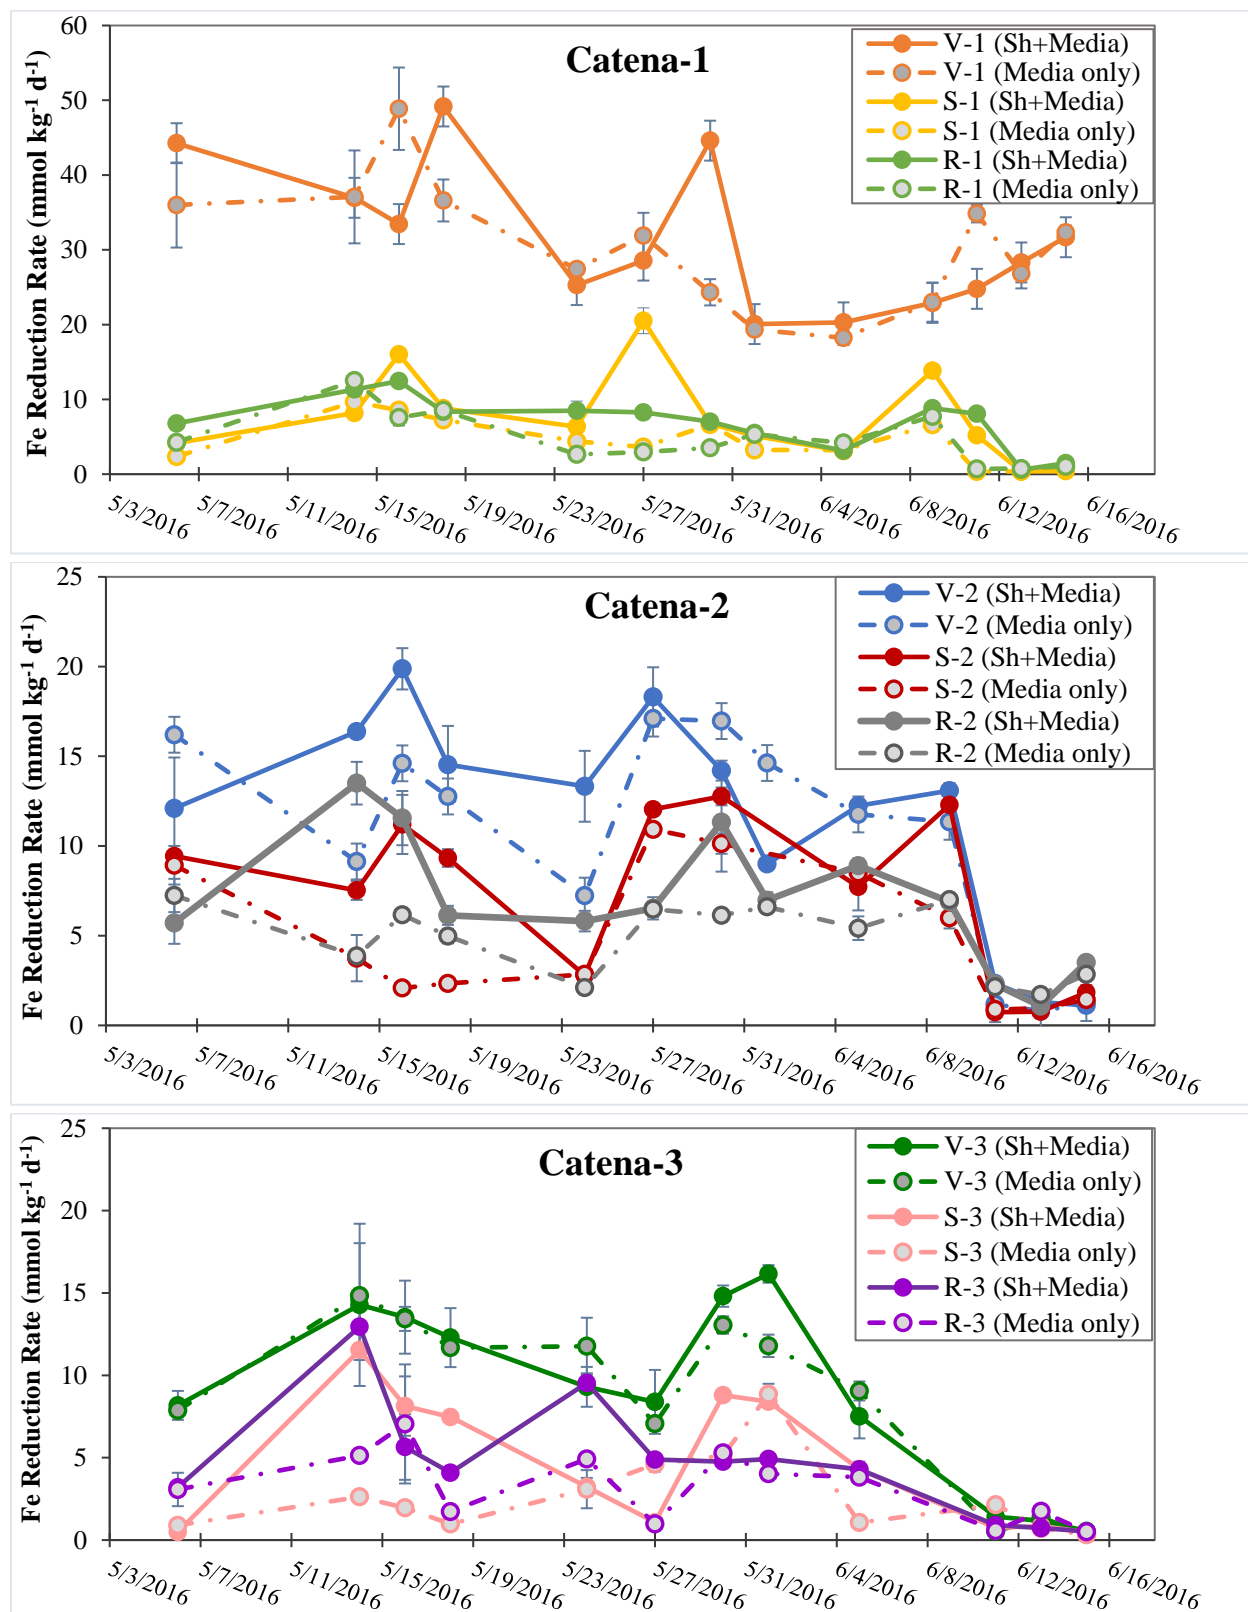 Catena-1
Fe Reduction Rate (mmol kg-1 d-1)
60
50
40
30
20
10
0
V-1 (Sh+Media)
V-1 (Media only)
S-1 (Sh+Media)
S-1 (Media only)
R-1 (Sh+Media)
R-1 (Media only)
5/3/2016
5/7/2016
5/11/2016
5/15/2016
5/19/2016
5/23/2016
5/27/2016
5/31/2016
6/4/2016
6/8/2016
6/12/2016
6/16/2016
Catena-2
Fe Reduction Rate (mmol kg-1 d-1)
25
20
15
10
5
0
V-2 (Sh+Media)
V-2 (Media only)
S-2 (Sh+Media)
S-2 (Media only)
R-2 (Sh+Media)
R-2 (Media only)
5/3/2016
5/7/2016
5/11/2016
5/15/2016
5/19/2016
5/23/2016
5/27/2016
5/31/2016
6/4/2016
6/8/2016
6/12/2016
6/16/2016
Catena-3
Fe Reduction Rate (mmol kg-1 d-1)
25
20
15
10
5
0
V-3 (Sh+Media)
V-3 (Media only)
S-3 (Sh+Media)
S-3 (Media only)
R-3 (Sh+Media)
R-3 (Media only)
5/3/2016
5/7/2016
5/11/2016
5/15/2016
5/19/2016
5/23/2016
5/27/2016
5/31/2016
6/4/2016
6/8/2016
6/12/2016
6/16/2016